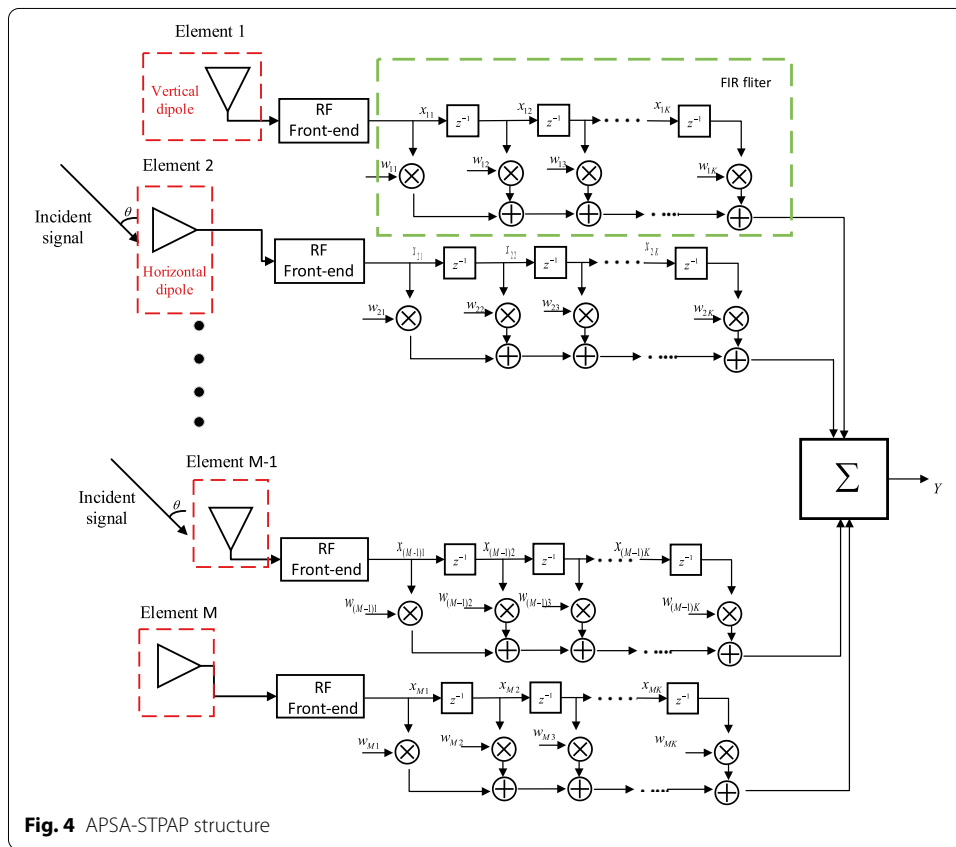 Element 1
FIR fliter
Vertical
dipole
RF
Front-end
x₁₁ z⁻¹ x₁₂ z⁻¹ x₁K z⁻¹
w₁₁ w₁₂ w₁₃ w₁K
Element 2
Incident
signal
θ
Horizontal
dipole
RF
Front-end
x₂₁ z⁻¹ x₂₂ z⁻¹ x₂K z⁻¹
w₂₁ w₂₂ w₂₃ w₂K
Σ
Y
Element M-1
Incident
signal
θ
RF
Front-end
x₍M₋₁₎₁ z⁻¹ x₍M₋₁₎₂ z⁻¹ x₍M₋₁₎K z⁻¹
w₍M₋₁₎₁ w₍M₋₁₎₂ w₍M₋₁₎₃ w₍M₋₁₎K
Element M
RF
Front-end
xM₁ z⁻¹ xM₂ z⁻¹ xMK z⁻¹
wM₁ wM₂ wM₃ wMK
Fig. 4 APSA-STPAP structure